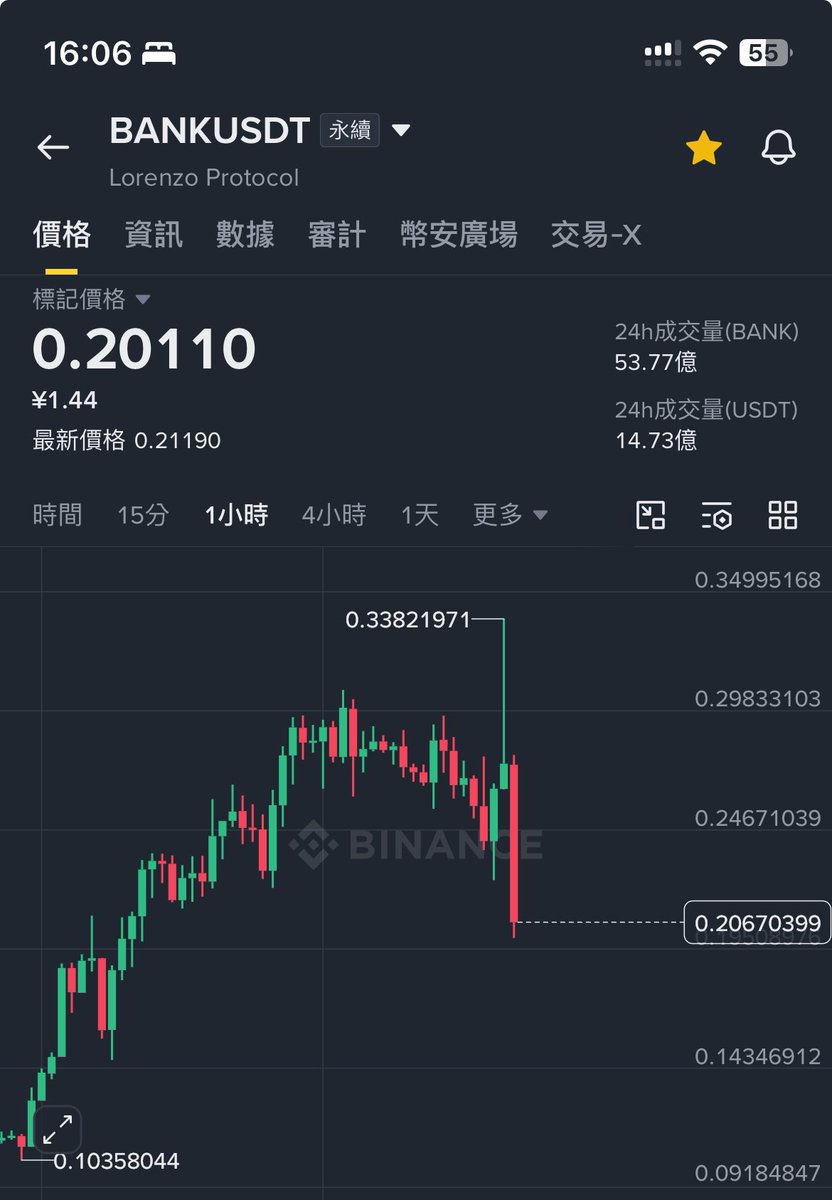 16:06
55
BANKUSDT 永續
Lorenzo Protocol
價格 資訊 數據 審計 幣安廣場 交易-X
標記價格
0.20110
¥1.44
最新價格 0.21190
24h成交量(BANK)
53.77億
24h成交量(USDT)
14.73億
時間 15分 1小時 4小時 1天 更多
0.34995168
0.33821971
0.29833103
0.24671039
BINANCE
0.20670399
0.19508976
0.14346912
0.10358044
0.09184847